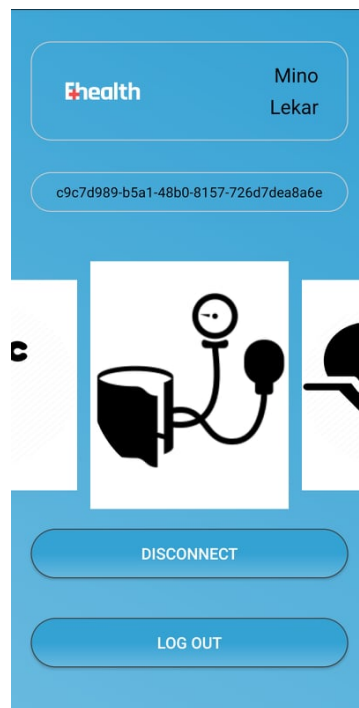 Ehealth
Mino
Lekar
c9c7d989-b5a1-48b0-8157-726d7dea8a6e
DISCONNECT
LOG OUT